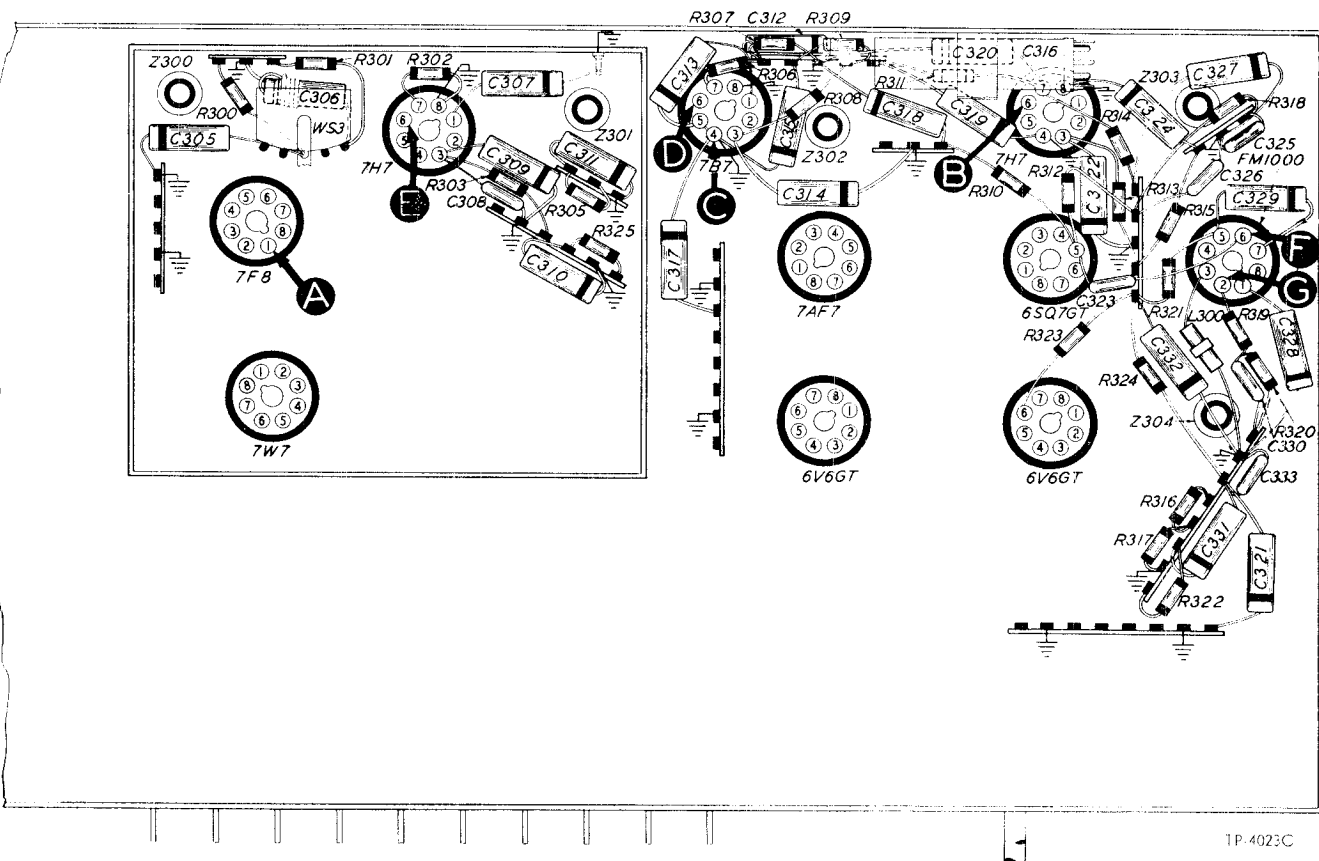 R307 C312 R309
Z300
R301
R302
C307
C313
R306
C320
C316
Z303
C327
R300
C306
WS3
C305
7 8
6 1
5 2
4 3
7H7
E
Z301
C309
C311
R303
C308
R305
R325
C310
7 8
6 1
5 2
4 3
7B7
D
C
R308
Z302
R311
C318
C319
C314
B
7 8
1
2
4 3
7H7
R310
R312
C322
R314
C324
R318
C325
FM1000
C326
R313
C329
R315
5 6
4 7
3 8
2 1
7F8
A
C317
3 4
2 5
1 6
8 7
7AF7
3 4
2 5
1 6
8 7
6SQ7GT
C323
R321
L300
R319
5 6
4 7
3 8
2 1
F
G
C328
R323
C332
R324
1 2
8 3
7 4
6 5
7W7
7 8
6 1
5 2
4 3
6V6GT
7 8
6 1
5 2
4 3
6V6GT
Z304
R320
C330
C333
R316
R317
C331
C321
R322
TP-4023C